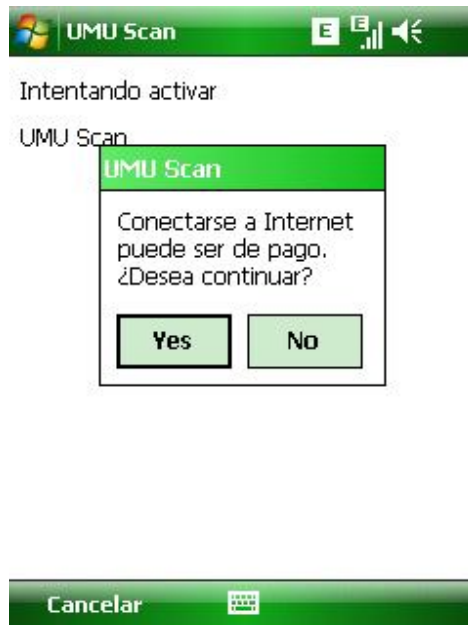 UMU Scan
E
E
Intentando activar
UMU Scan
UMU Scan
Conectarse a Internet
puede ser de pago.
¿Desea continuar?
Yes
No
Cancelar